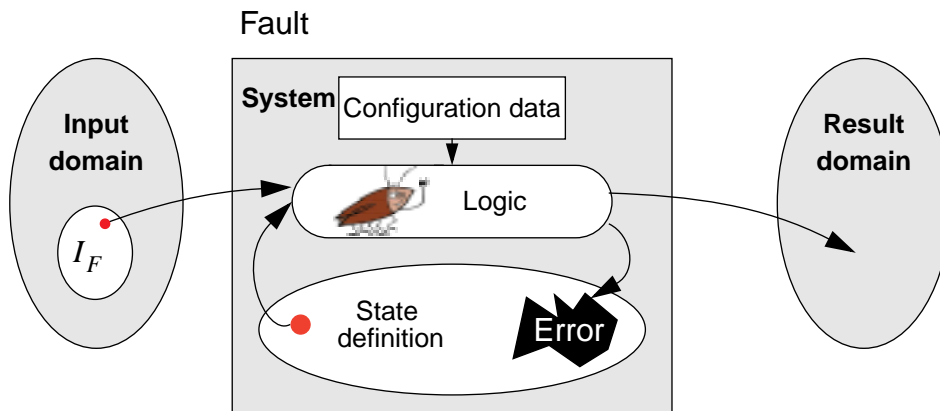 Fault
System
Configuration data
Input
domain
Result
domain
Logic
I_F
State
definition
Error